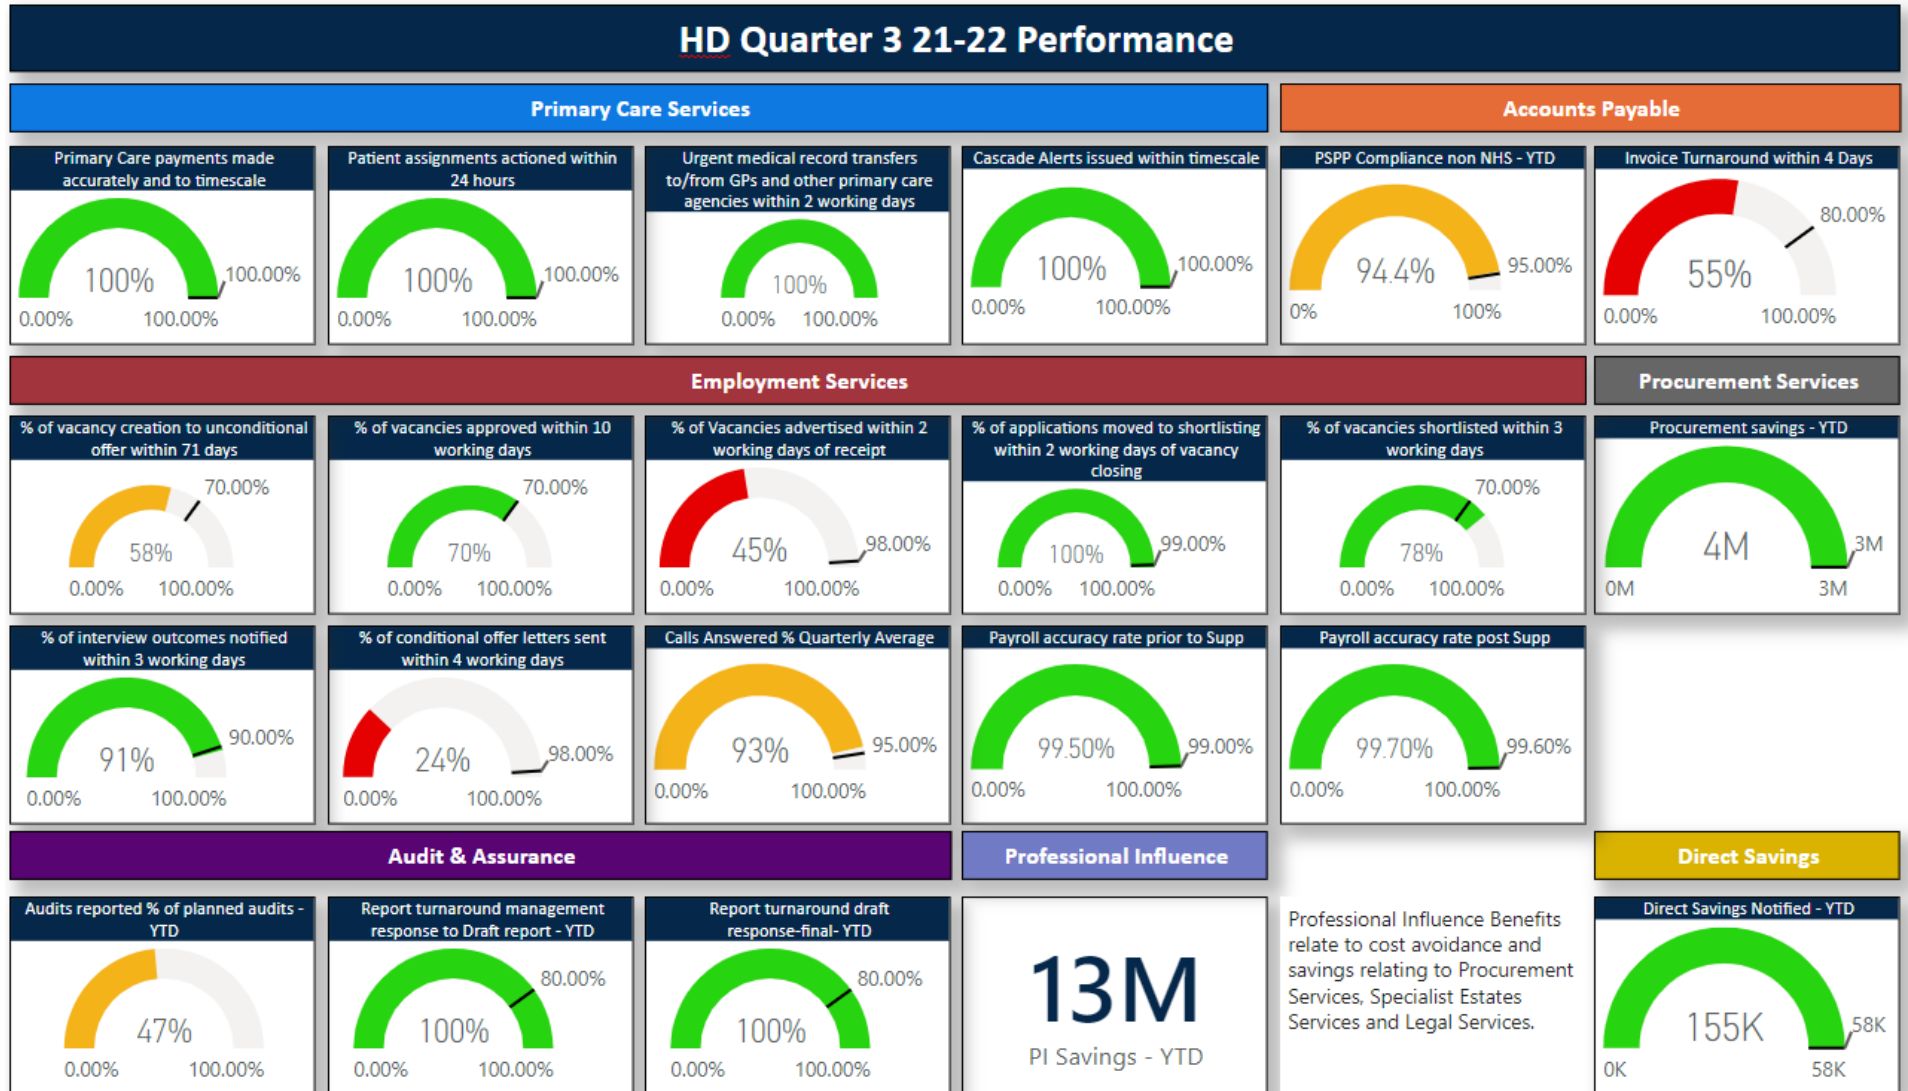 HD Quarter 3 21-22 Performance
Primary Care Services
Accounts Payable
Primary Care payments made
accurately and to timescale
100%
100.00%
0.00%
100.00%
Patient assignments actioned within
24 hours
100%
100.00%
0.00%
100.00%
Urgent medical record transfers
to/from GPs and other primary care
agencies within 2 working days
100%
0.00%
100.00%
Cascade Alerts issued within timescale
100%
100.00%
0.00%
100.00%
PSPP Compliance non NHS - YTD
94.4%
95.00%
0%
100%
Invoice Turnaround within 4 Days
80.00%
55%
0.00%
100.00%
Employment Services
Procurement Services
% of vacancy creation to unconditional
offer within 71 days
70.00%
58%
0.00%
100.00%
% of vacancies approved within 10
working days
70.00%
70%
0.00%
100.00%
% of Vacancies advertised within 2
working days of receipt
45%
98.00%
0.00%
100.00%
% of applications moved to shortlisting
within 2 working days of vacancy
closing
100%
99.00%
0.00%
100.00%
% of vacancies shortlisted within 3
working days
70.00%
78%
0.00%
100.00%
Procurement savings - YTD
4M
3M
0M
3M
% of interview outcomes notified
within 3 working days
90.00%
91%
0.00%
100.00%
% of conditional offer letters sent
within 4 working days
24%
98.00%
0.00%
100.00%
Calls Answered % Quarterly Average
93%
95.00%
0.00%
100.00%
Payroll accuracy rate prior to Supp
99.50%
99.00%
0.00%
100.00%
Payroll accuracy rate post Supp
99.70%
99.60%
0.00%
100.00%
Audit & Assurance
Professional Influence
Direct Savings
Audits reported % of planned audits -
YTD
47%
0.00%
100.00%
Report turnaround management
response to Draft report - YTD
80.00%
100%
0.00%
100.00%
Report turnaround draft
response-final- YTD
80.00%
100%
0.00%
100.00%
13M
PI Savings - YTD
Professional Influence Benefits
relate to cost avoidance and
savings relating to Procurement
Services, Specialist Estates
Services and Legal Services.
Direct Savings Notified - YTD
155K
58K
0K
58K